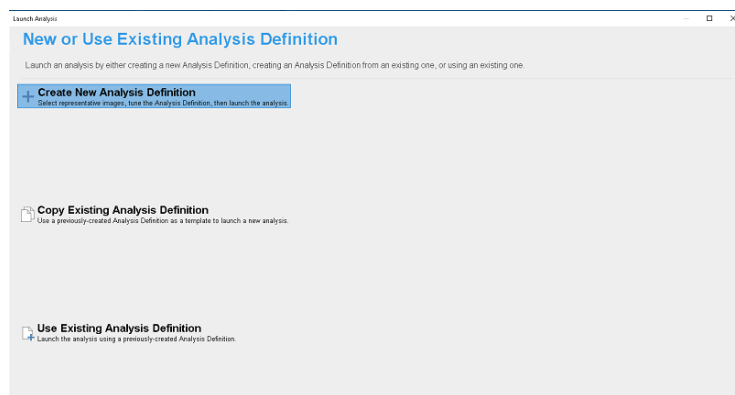 Launch Analysis
New or Use Existing Analysis Definition
Launch an analysis by either creating a new Analysis Definition, creating an Analysis Definition from an existing one, or using an existing one.
Create New Analysis Definition
Select representative images, tune the Analysis Definition, then launch the analysis.
Copy Existing Analysis Definition
Use a previously-created Analysis Definition as a template to launch a new analysis.
Use Existing Analysis Definition
Launch the analysis using a previously-created Analysis Definition.